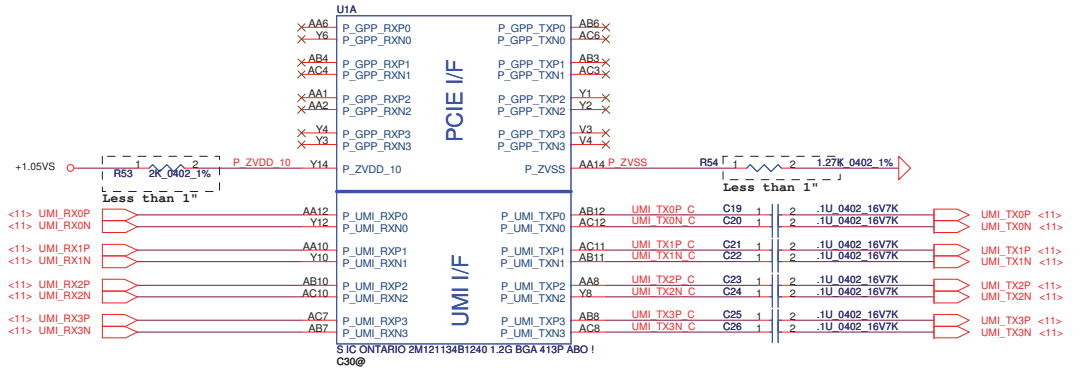 U1A
AA6 P_GPP_RXP0 P_GPP_TXP0 AB6
Y6 P_GPP_RXN0 P_GPP_TXN0 AC6
AB4 P_GPP_RXP1 P_GPP_TXP1 AB3
AC4 P_GPP_RXN1 P_GPP_TXN1 AC3
AA1 P_GPP_RXP2 P_GPP_TXP2 Y1
AA2 P_GPP_RXN2 P_GPP_TXN2 Y2
Y4 P_GPP_RXP3 P_GPP_TXP3 V3
Y3 P_GPP_RXN3 P_GPP_TXN3 V4
PCIE I/F
+1.05VS 1 2 P_ZVDD_10 Y14 P_ZVDD_10 P_ZVSS AA14 P_ZVSS R54 1 2 1.27K_0402_1%
R53 2K_0402_1%
Less than 1" Less than 1"
<11> UMI_RX0P AA12 P_UMI_RXP0 P_UMI_TXP0 AB12 UMI_TX0P_C C19 1 2 .1U_0402_16V7K UMI_TX0P <11>
<11> UMI_RX0N Y12 P_UMI_RXN0 P_UMI_TXN0 AC12 UMI_TX0N_C C20 1 2 .1U_0402_16V7K UMI_TX0N <11>
<11> UMI_RX1P AA10 P_UMI_RXP1 P_UMI_TXP1 AC11 UMI_TX1P_C C21 1 2 .1U_0402_16V7K UMI_TX1P <11>
<11> UMI_RX1N Y10 P_UMI_RXN1 P_UMI_TXN1 AB11 UMI_TX1N_C C22 1 2 .1U_0402_16V7K UMI_TX1N <11>
<11> UMI_RX2P AB10 P_UMI_RXP2 P_UMI_TXP2 AA8 UMI_TX2P_C C23 1 2 .1U_0402_16V7K UMI_TX2P <11>
<11> UMI_RX2N AC10 P_UMI_RXN2 P_UMI_TXN2 Y8 UMI_TX2N_C C24 1 2 .1U_0402_16V7K UMI_TX2N <11>
<11> UMI_RX3P AC7 P_UMI_RXP3 P_UMI_TXP3 AB8 UMI_TX3P_C C25 1 2 .1U_0402_16V7K UMI_TX3P <11>
<11> UMI_RX3N AB7 P_UMI_RXN3 P_UMI_TXN3 AC8 UMI_TX3N_C C26 1 2 .1U_0402_16V7K UMI_TX3N <11>
UMI I/F
S IC ONTARIO 2M121134B1240 1.2G BGA 413P ABO !
C30@